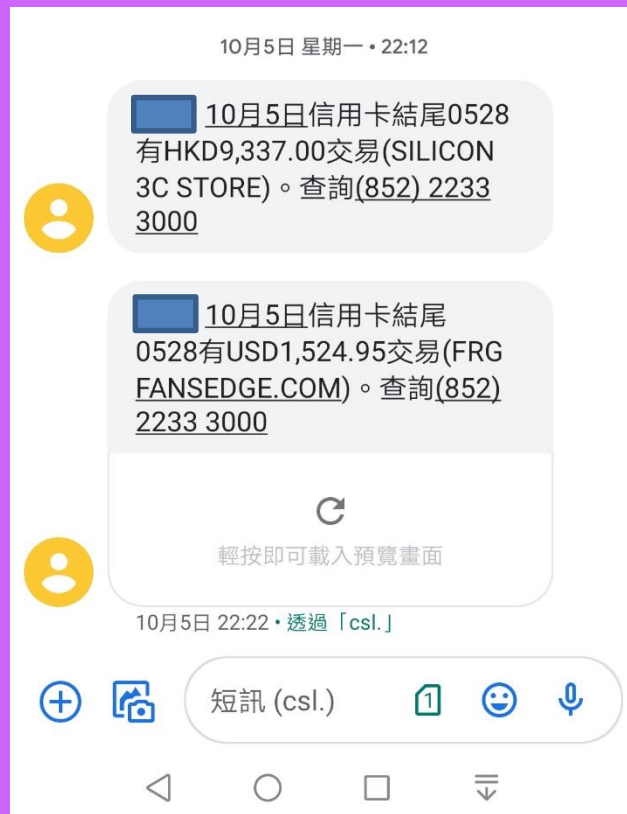 10月5日 星期一 • 22:12
10月5日信用卡結尾0528
有HKD9,337.00交易(SILICON
3C STORE)。查詢(852) 2233
3000
10月5日信用卡結尾
0528有USD1,524.95交易(FRG
FANSEDGE.COM)。查詢(852)
2233 3000
輕按即可載入預覽畫面
10月5日 22:22 • 透過「csl.」
短訊 (csl.)
1